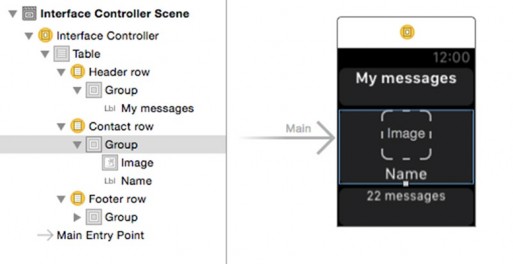 Interface Controller Scene
Interface Controller
Table
Header row
Group
Lbl My messages
Contact row
Group
Image
Lbl Name
Footer row
Group
Main Entry Point
Main
12:00
My messages
Image
Name
22 messages